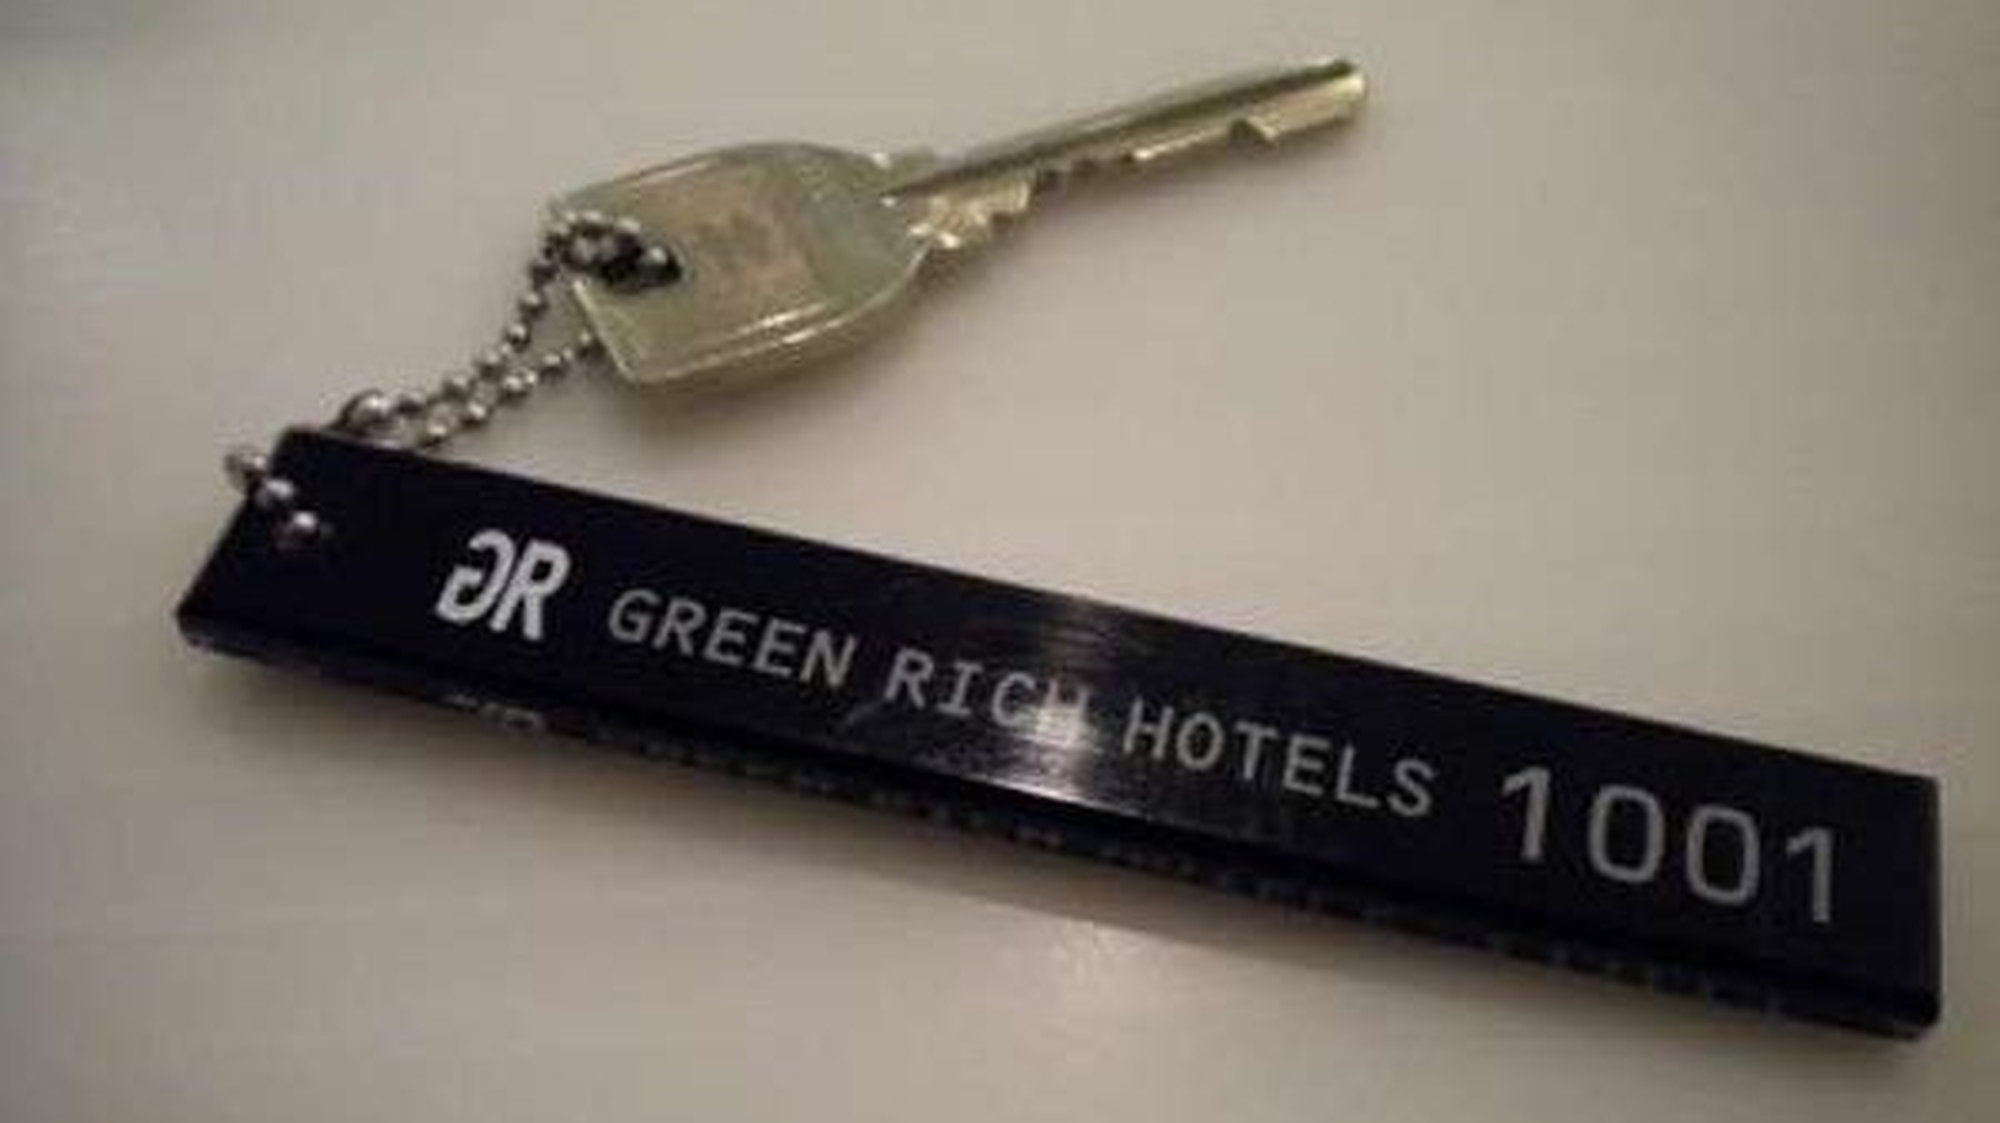 GR GREEN RICH HOTELS 1001